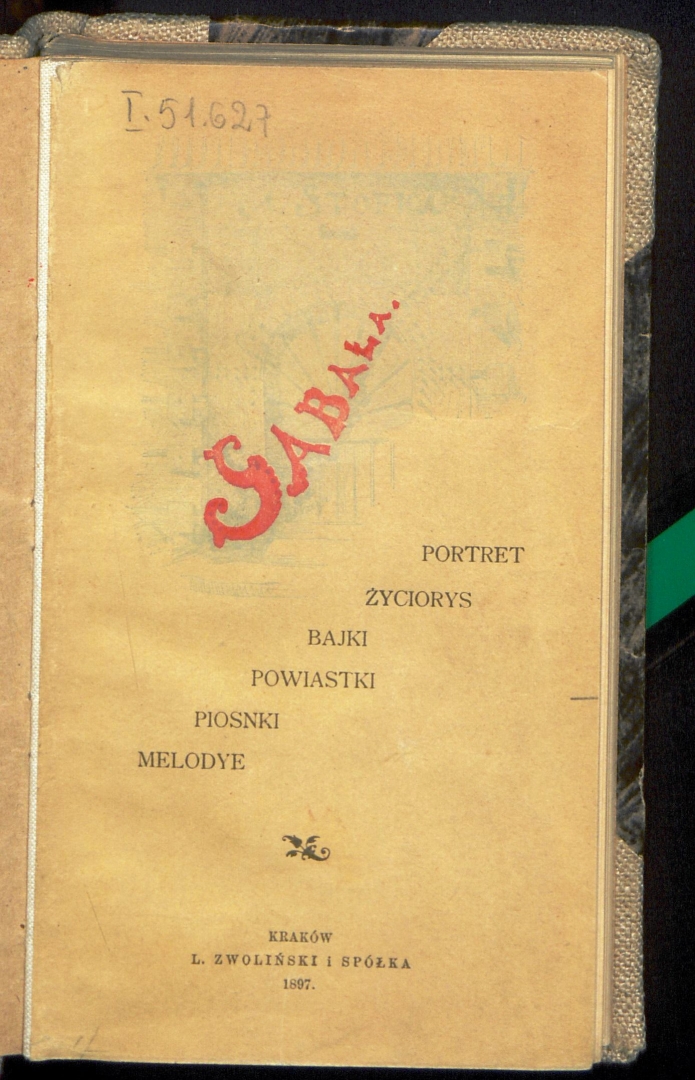 I. 51.627
SABAŁA.
PORTRET
ŻYCIORYS
BAJKI
POWIASTKI
PIOSNKI
MELODYE
KRAKÓW
L. ZWOLIŃSKI i SPÓŁKA
1897.